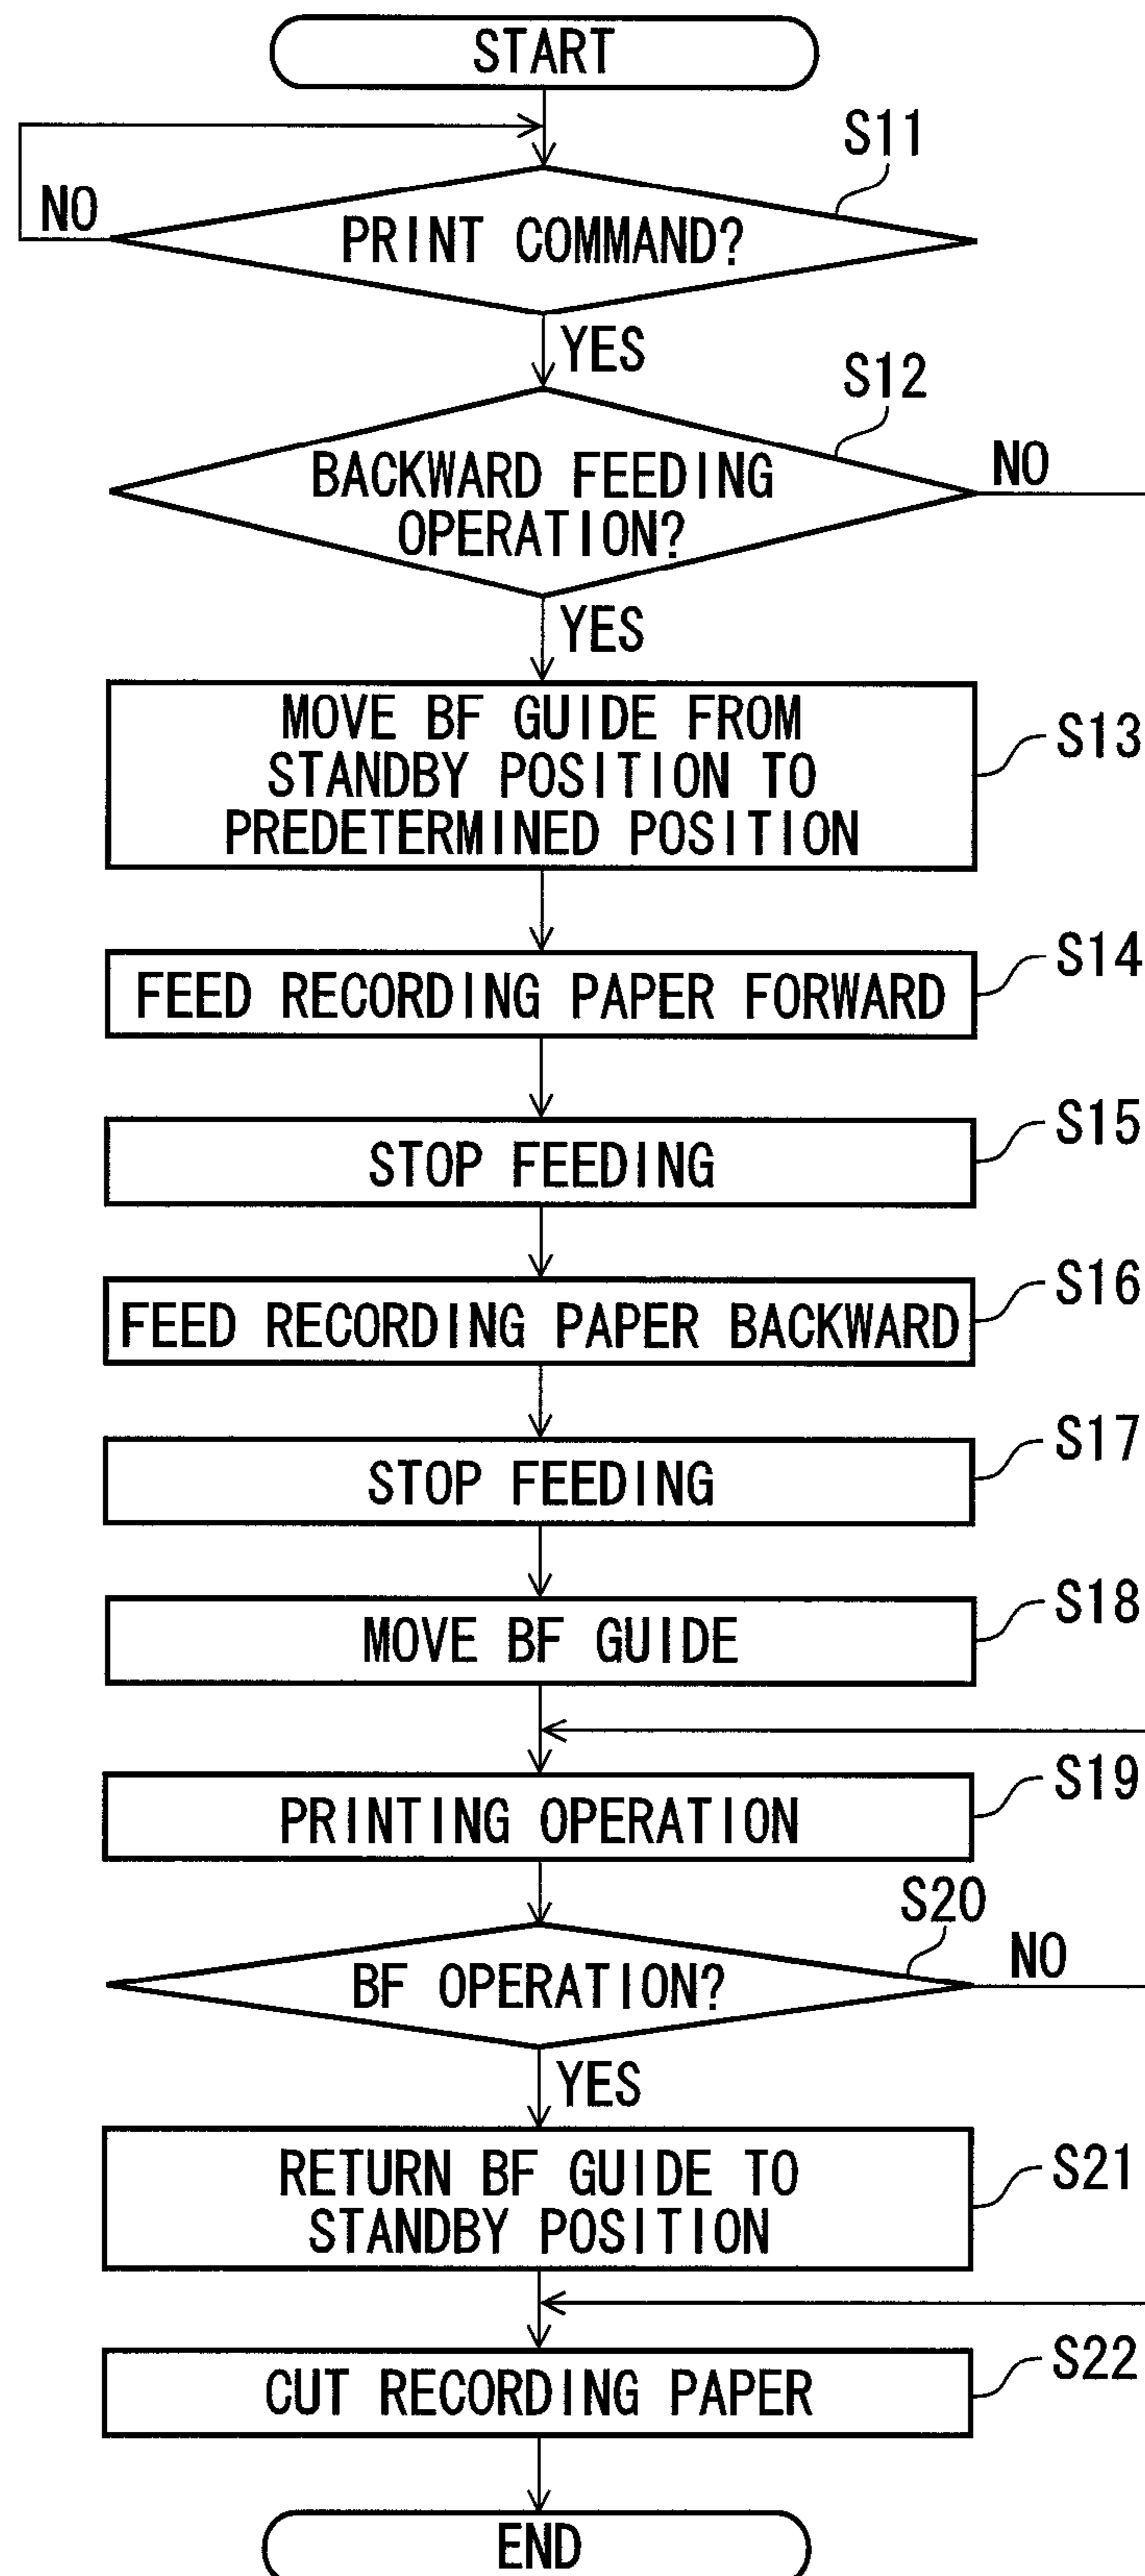 START
S11
NO
PRINT COMMAND?
YES
S12
NO
BACKWARD FEEDING
OPERATION?
YES
MOVE BF GUIDE FROM
STANDBY POSITION TO
PREDETERMINED POSITION
S13
S14
FEED RECORDING PAPER FORWARD
S15
STOP FEEDING
S16
FEED RECORDING PAPER BACKWARD
S17
STOP FEEDING
S18
MOVE BF GUIDE
S19
PRINTING OPERATION
S20
NO
BF OPERATION?
YES
RETURN BF GUIDE TO
STANDBY POSITION
S21
S22
CUT RECORDING PAPER
END